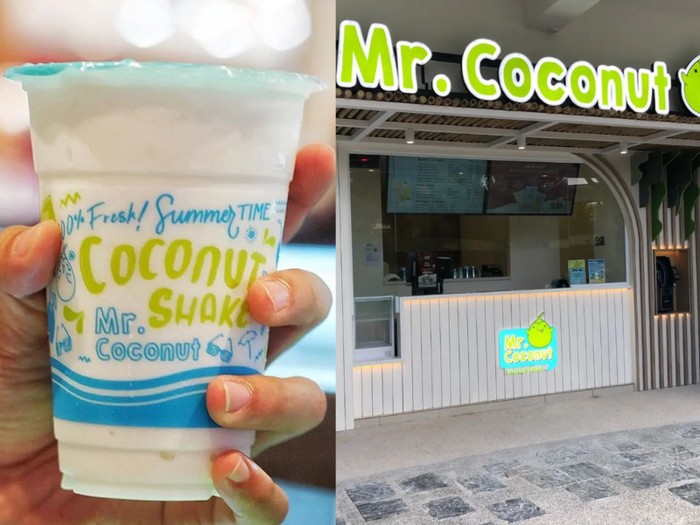 100% Fresh! Summer TIME
COCONUT
SHAKE
Mr.
Coconut
Mr. Coconut
Mr.
Coconut